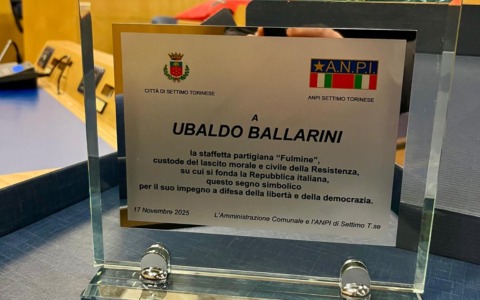 A.N.P.I.
CITTÀ DI SETTIMO TORINESE
ANPI SETTIMO TORINESE
A
UBALDO BALLARINI
la staffetta partigiana "Fulmine",
custode del lascito morale e civile della Resistenza,
su cui si fonda la Repubblica italiana,
questo segno simbolico
per il suo impegno a difesa della libertà e della democrazia.
17 Novembre 2025
L'Amministrazione Comunale e l'ANPI di Settimo T.se